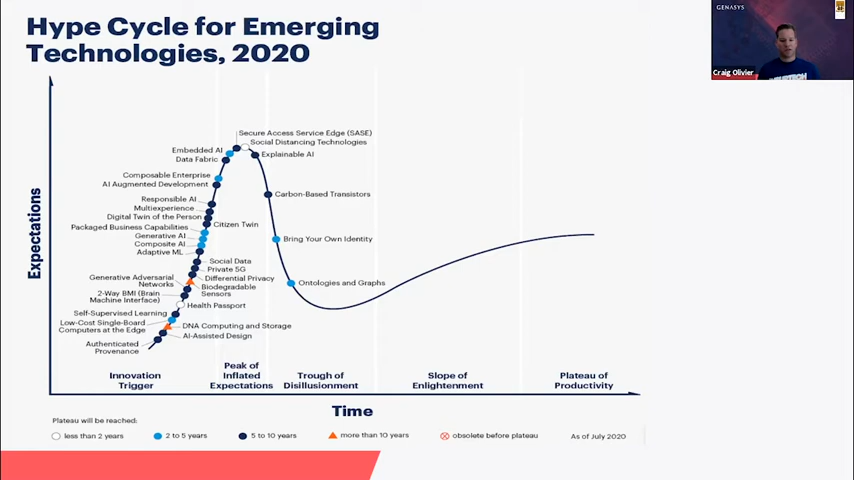 Hype Cycle for Emerging
Technologies, 2020
GENASYS
Craig Olivier
Expectations
Secure Access Service Edge (SASE)
Embedded AI
Social Distancing Technologies
Data Fabric
Explainable AI
Composable Enterprise
AI Augmented Development
Carbon-Based Transistors
Responsible AI
Multiexperience
Digital Twin of the Person
Citizen Twin
Packaged Business Capabilities
Generative AI
Bring Your Own Identity
Composite AI
Adaptive ML
Social Data
Private 5G
Generative Adversarial
Networks
Differential Privacy
Ontologies and Graphs
Biodegradable
Sensors
2-Way BMI (Brain
Machine Interface)
Health Passport
Self-Supervised Learning
Low-Cost Single-Board
Computers at the Edge
DNA Computing and Storage
AI-Assisted Design
Authenticated
Provenance
Innovation
Trigger
Peak of
Inflated
Expectations
Trough of
Disillusionment
Slope of
Enlightenment
Plateau of
Productivity
Time
Plateau will be reached:
less than 2 years
2 to 5 years
5 to 10 years
more than 10 years
obsolete before plateau
As of July 2020